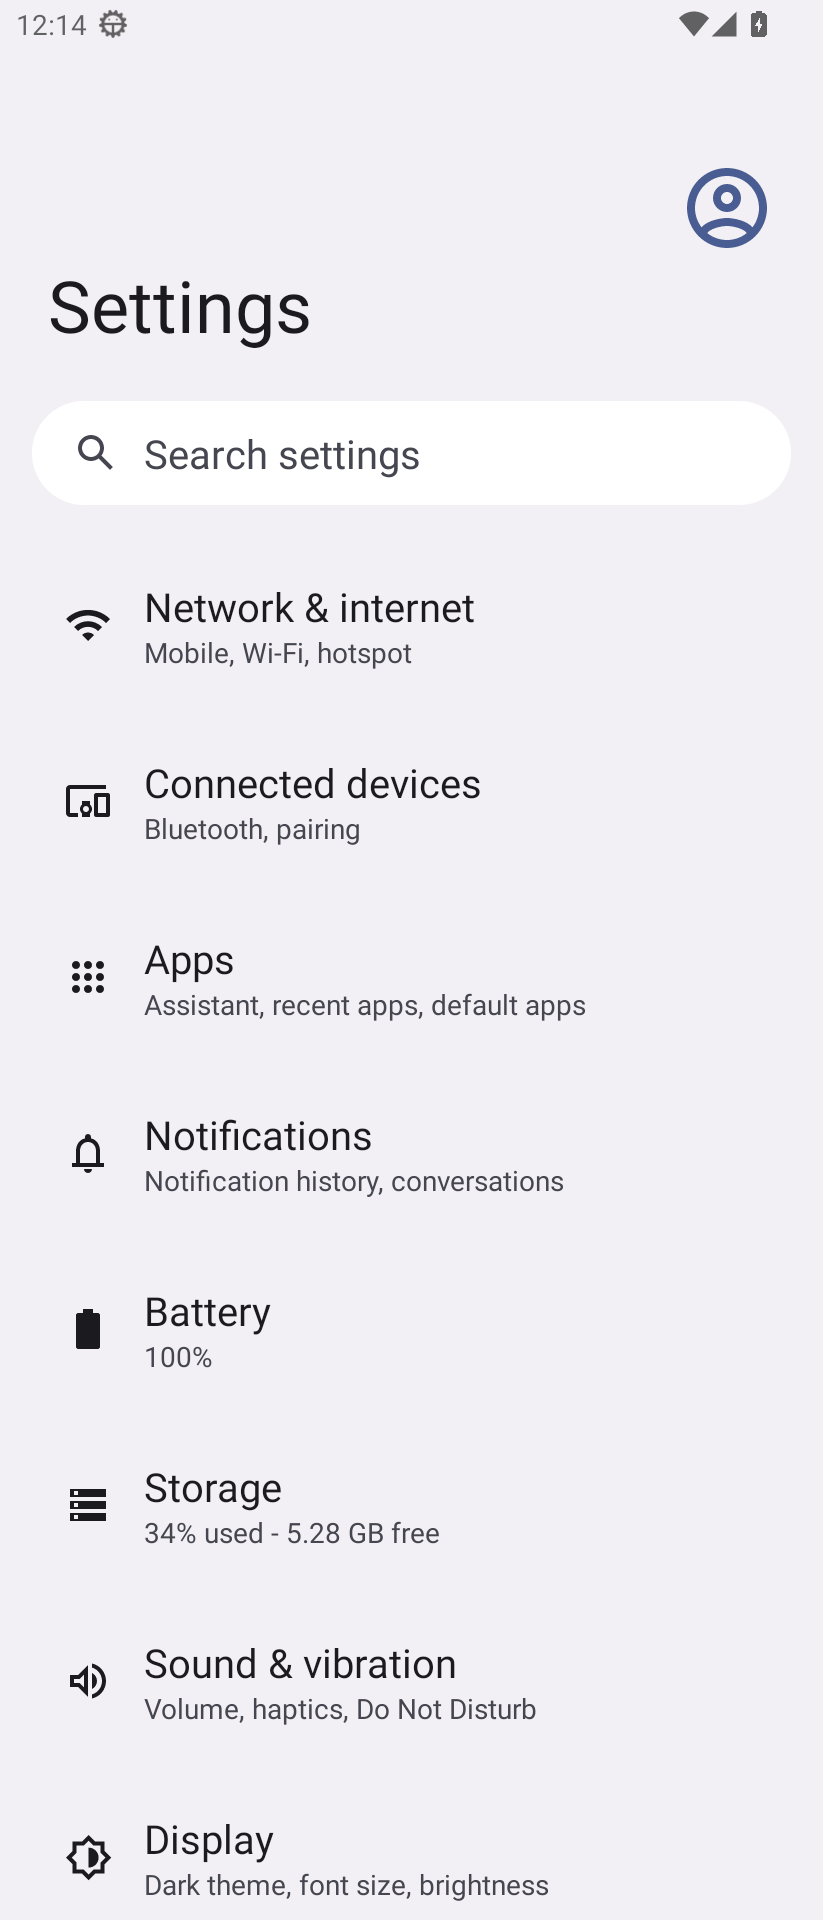 12:14
Settings
Search settings
Network & internet
Mobile, Wi-Fi, hotspot
Connected devices
Bluetooth, pairing
Apps
Assistant, recent apps, default apps
Notifications
Notification history, conversations
Battery
100%
Storage
34% used - 5.28 GB free
Sound & vibration
Volume, haptics, Do Not Disturb
Display
Dark theme, font size, brightness